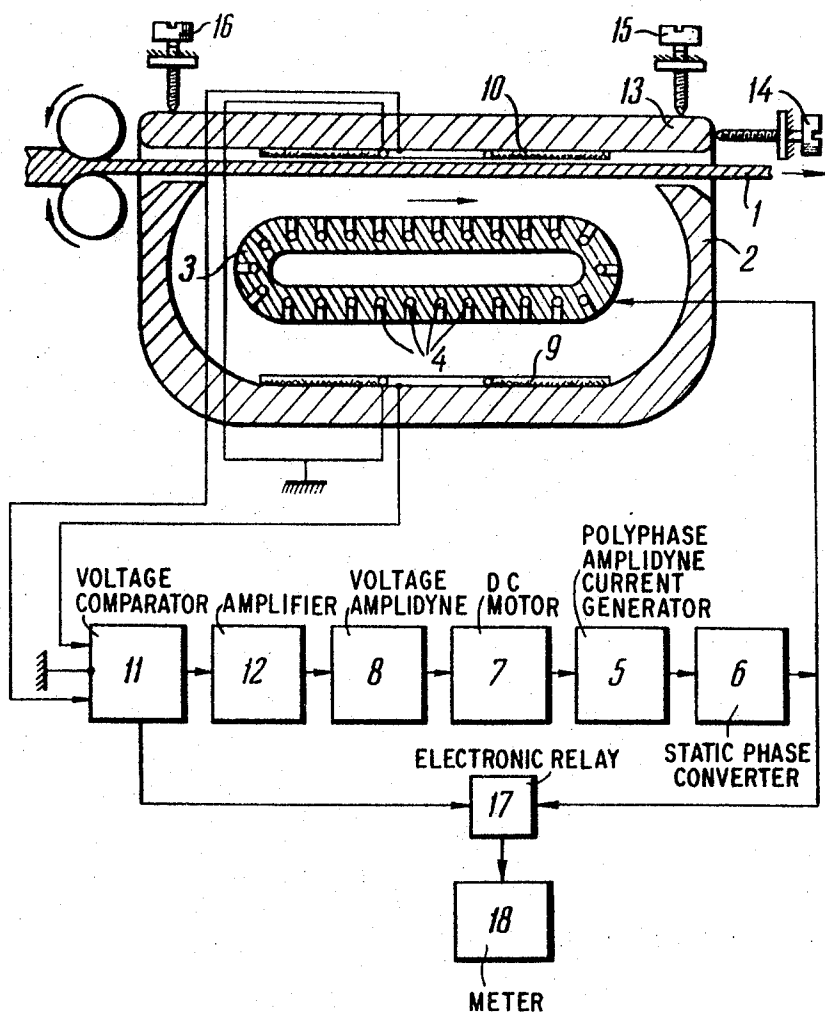 16
15
10
13
14
1
3
2
4
9
VOLTAGE
COMPARATOR
AMPLIFIER
VOLTAGE
AMPLIDYNE
DC
MOTOR
POLYPHASE
AMPLIDYNE
CURRENT
GENERATOR
11
12
8
7
5
6
STATIC PHASE
CONVERTER
ELECTRONIC RELAY
17
18
METER